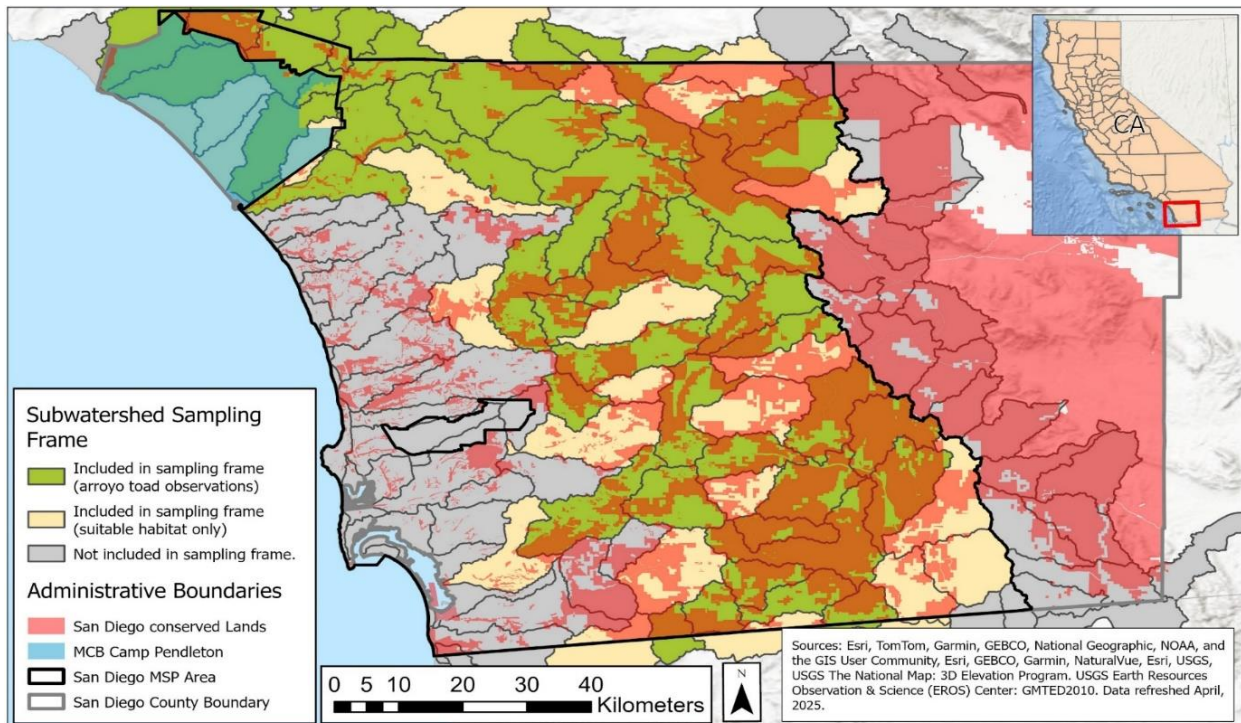 CA
Subwatershed Sampling
Frame
Included in sampling frame
(arroyo toad observations)
Included in sampling frame
(suitable habitat only)
Not included in sampling frame.
Administrative Boundaries
San Diego conserved Lands
MCB Camp Pendleton
San Diego MSP Area
San Diego County Boundary
0 5 10 20 30 40
Kilometers
N
Sources: Esri, TomTom, Garmin, GEBCO, National Geographic, NOAA, and
the GIS User Community, Esri, GEBCO, Garmin, NaturalVue, Esri, USGS,
USGS The National Map: 3D Elevation Program. USGS Earth Resources
Observation & Science (EROS) Center: GMTED2010. Data refreshed April,
2025.